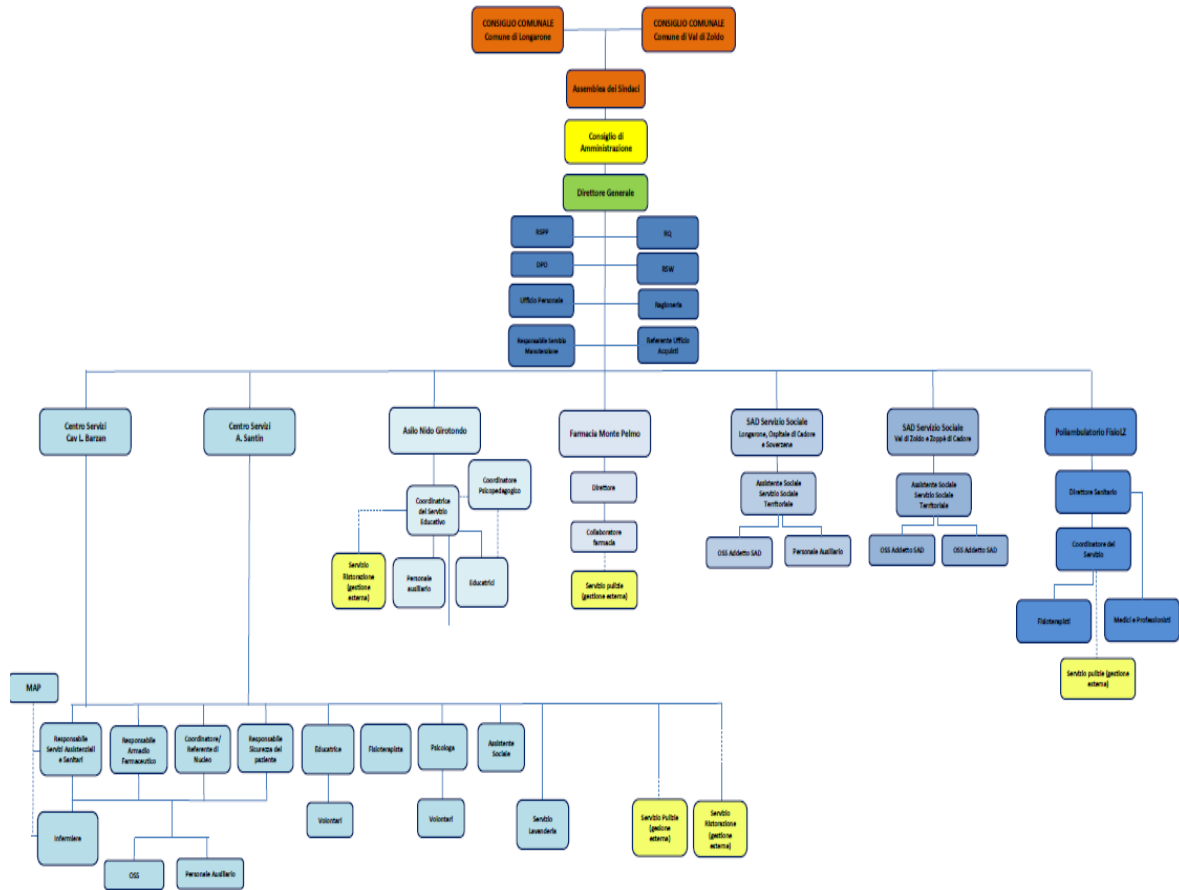 CONSIGLIO COMUNALE
Comune di Longarone
CONSIGLIO COMUNALE
Comune di Val di Zoldo
Assemblea dei Sindaci
Consiglio di
Amministrazione
Direttore Generale
RSPP
RQ
DPO
RSW
Ufficio Personale
Ragioneria
Responsabile Servizio
Manutenzione
Referente Ufficio
Acquisti
Centro Servizi
Cav L. Barzan
Centro Servizi
A. Santin
Asilo Nido Girotondo
Farmacia Monte Pelmo
SAD Servizio Sociale
Longarone, Ospitale di Cadore
e Soverzene
SAD Servizio Sociale
Val di Zoldo e Zoppè di Cadore
Poliambulatorio FisioLZ
Coordinatore
Psicopedagogico
Coordinatrice
del Servizio
Educativo
Servizio
Ristorazione
(gestione
esterna)
Personale
auxiliario
Educatrici
Direttore
Collaboratore
farmacia
Servizio pulizie
(gestione esterna)
Assistente Sociale
Servizio Sociale
Territoriale
OSS Addetto SAD
Personale Auxiliario
Assistente Sociale
Servizio Sociale
Territoriale
OSS Addetto SAD
OSS Addetto SAD
Direttore Sanitario
Coordinatore del
Servizio
Fisioterapisti
Medici e Professionisti
Servizio pulizie (gestione
esterna)
MAP
Responsabile
Servizi Assistenziali
e Sanitari
Responsabile
Armadio
Farmaceutico
Coordinatore/
Referente di
Nucleo
Responsabile
Sicurezza del
paziente
Educatrice
Fisioterapista
Psicologa
Assistente
Sociale
Infermiere
OSS
Personale Auxiliario
Volontari
Volontari
Servizio
Lavanderia
Servizio Pulizie
(gesione
esterna)
Servizio
Ristorazione
(gestione
esterna)